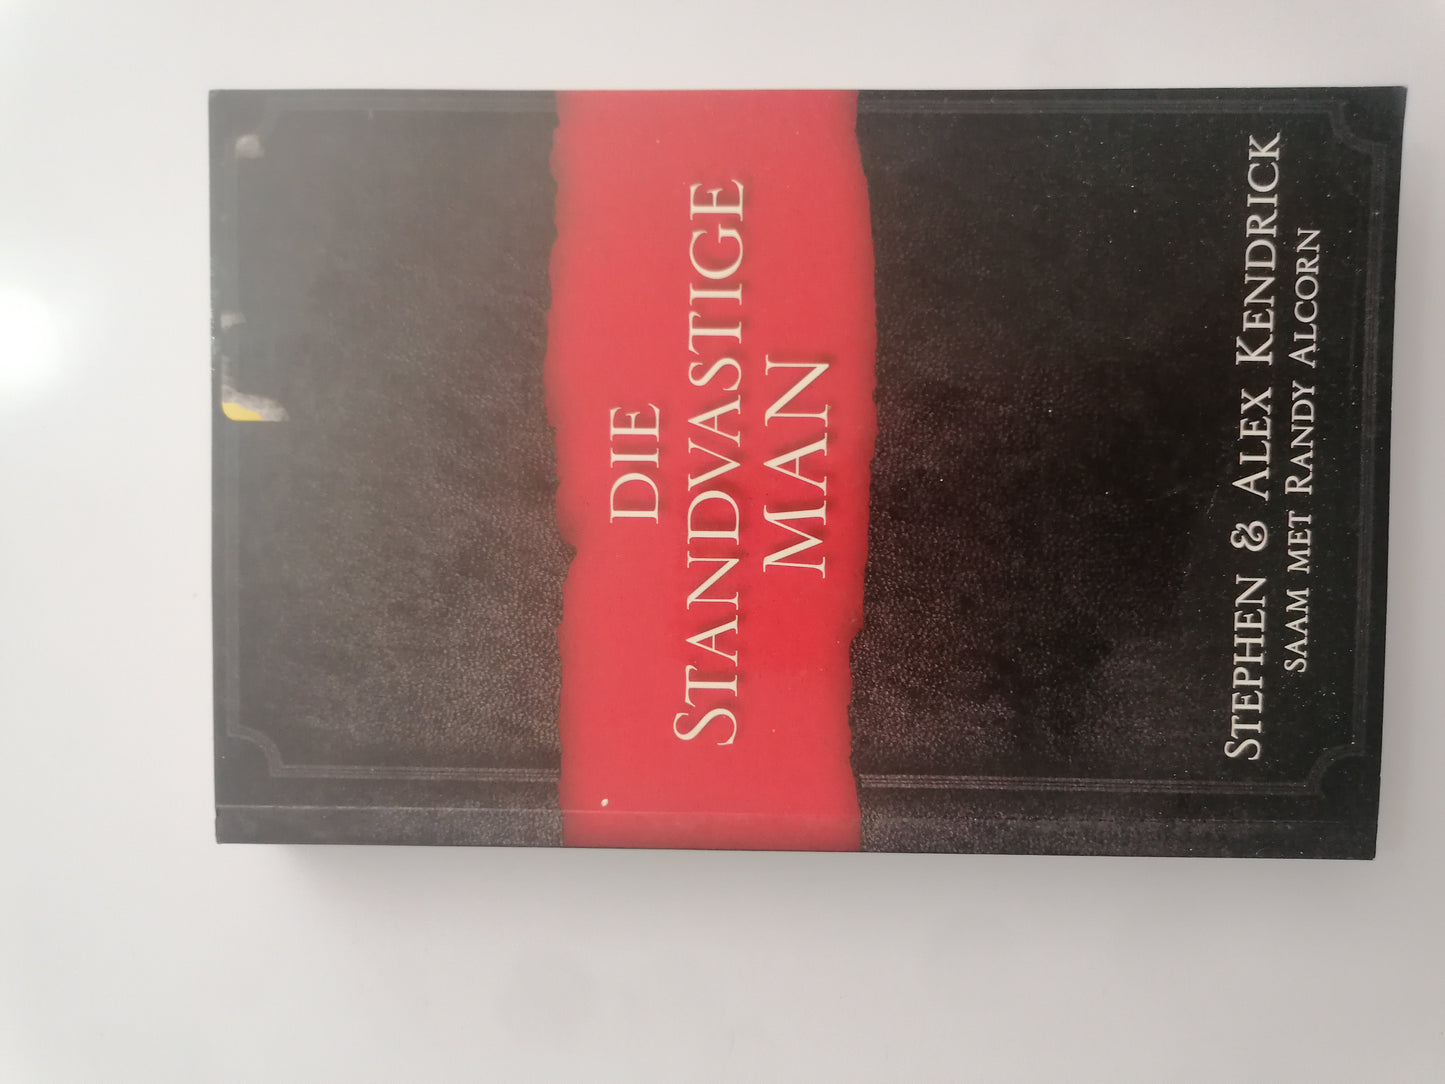 DIE
STANDVASTIGE
MAN
STEPHEN & ALEX KENDRICK
SAAM MET RANDY ALCORN